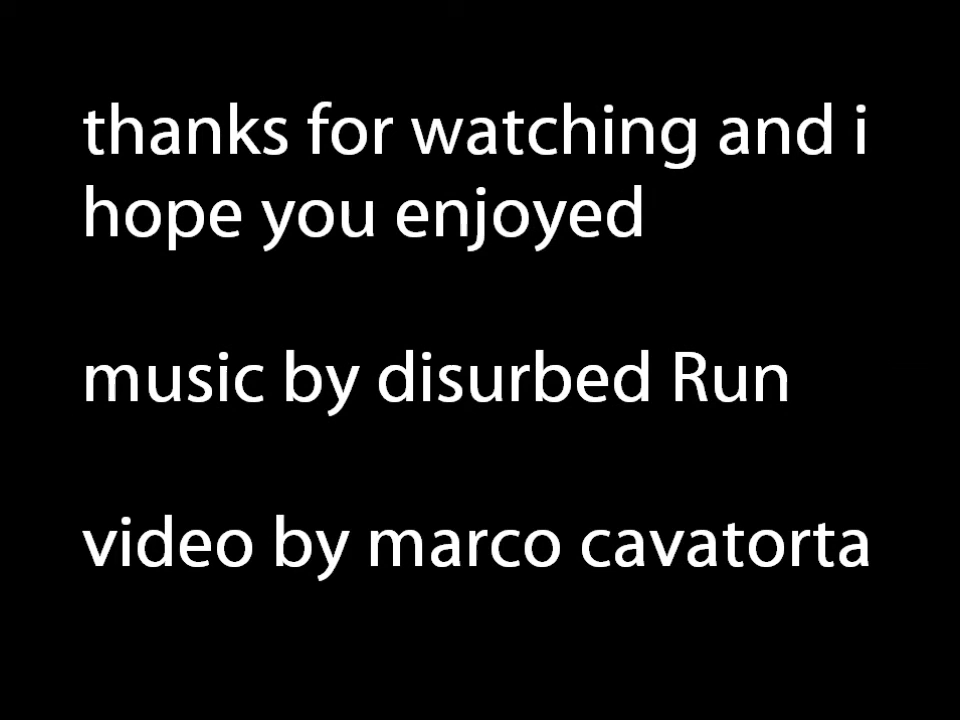 thanks for watching and i
hope you enjoyed
music by disurbed Run
video by marco cavatorta